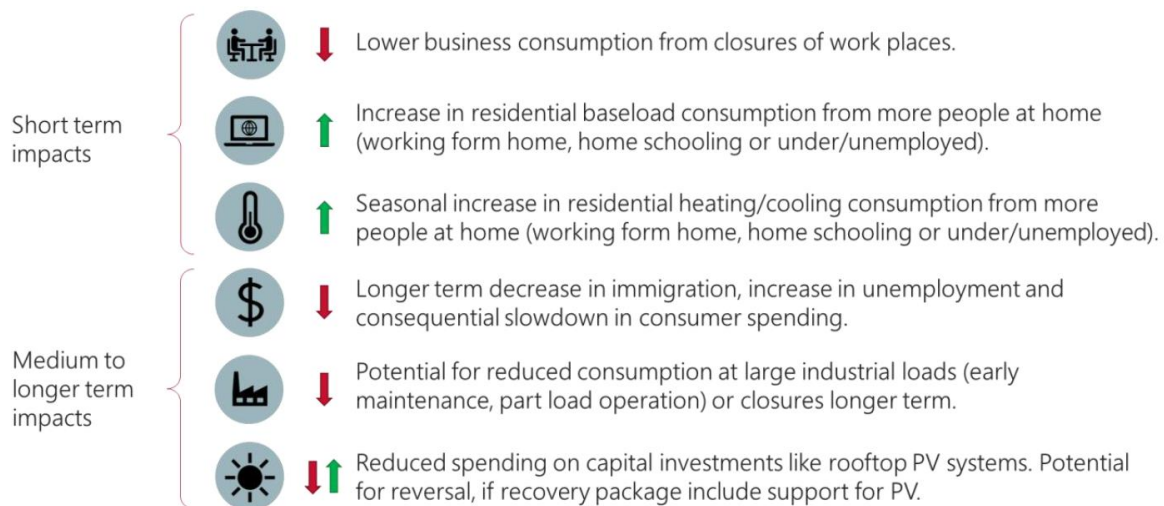 Short term
impacts
Lower business consumption from closures of work places.
Increase in residential baseload consumption from more people at home
(working form home, home schooling or under/unemployed).
Seasonal increase in residential heating/cooling consumption from more
people at home (working form home, home schooling or under/unemployed).
Medium to
longer term
impacts
$
Longer term decrease in immigration, increase in unemployment and
consequential slowdown in consumer spending.
Potential for reduced consumption at large industrial loads (early
maintenance, part load operation) or closures longer term.
Reduced spending on capital investments like rooftop PV systems. Potential
for reversal, if recovery package include support for PV.